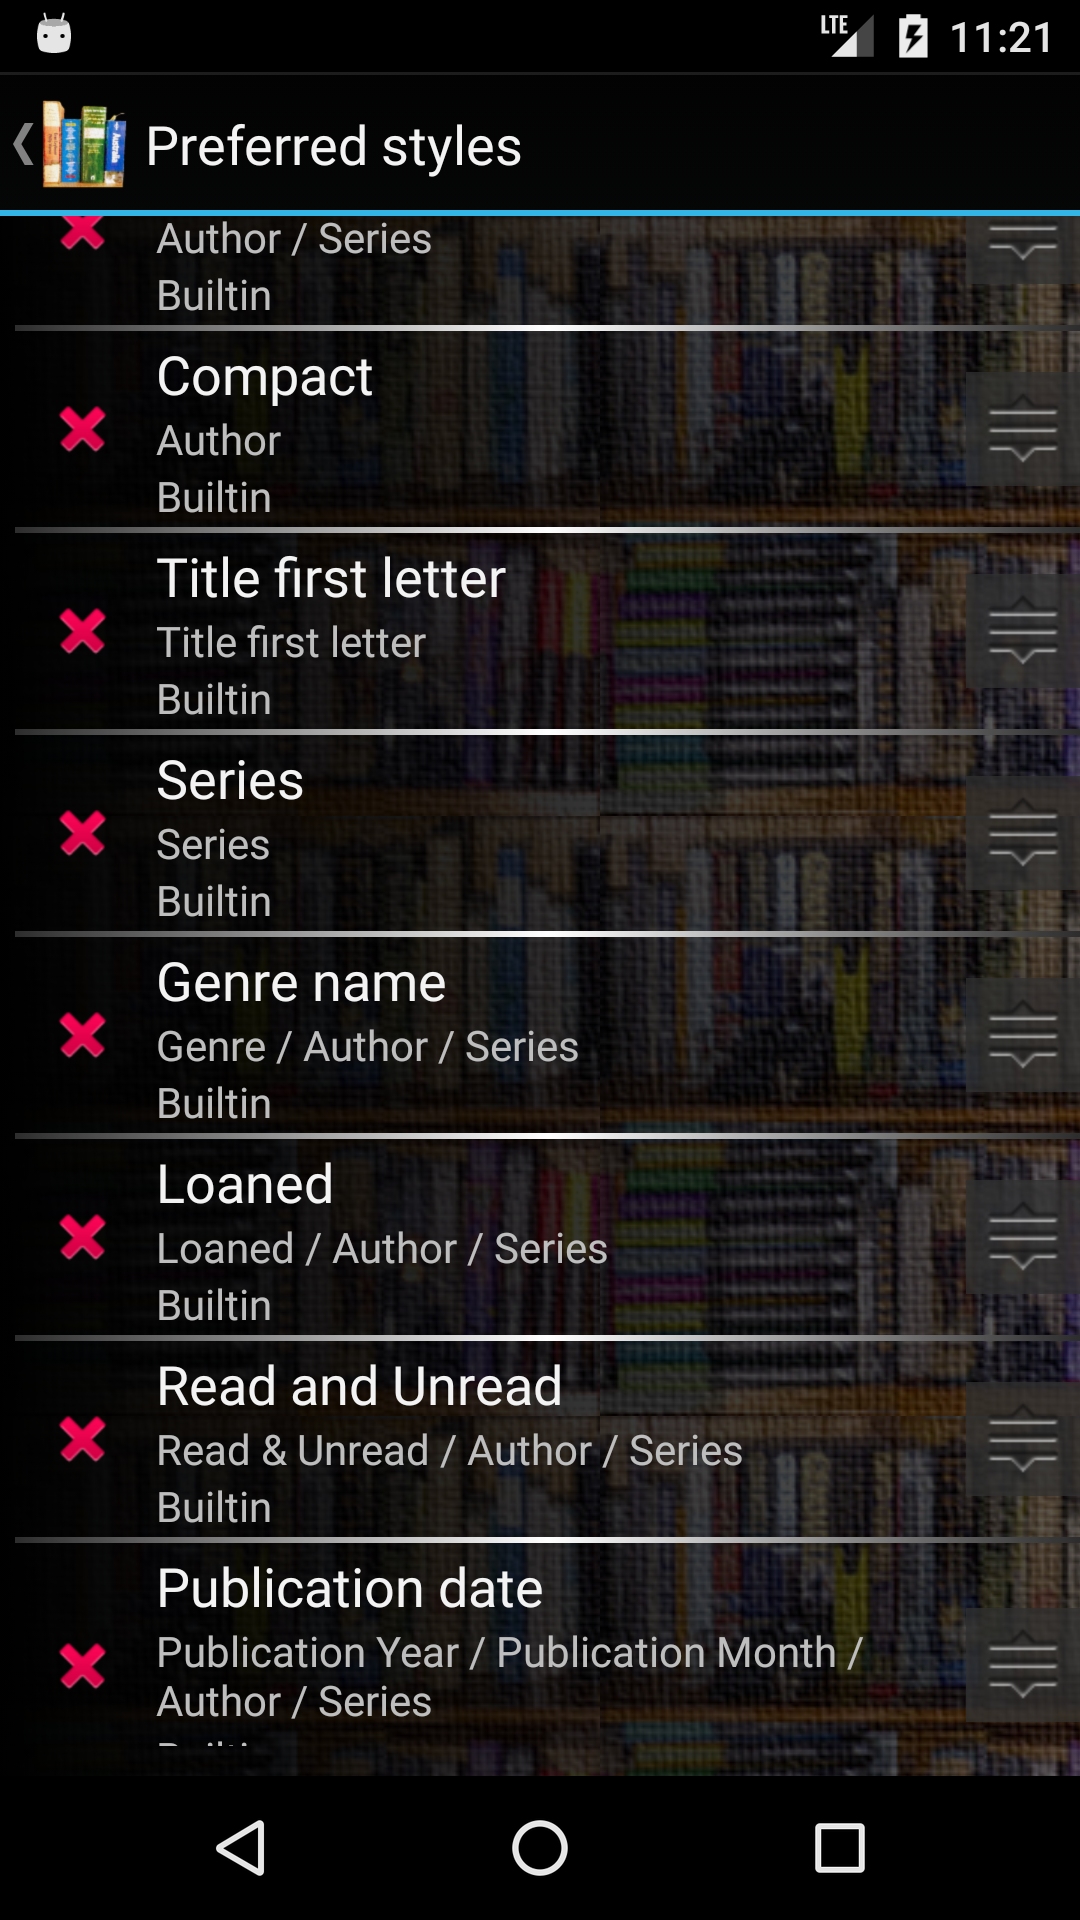 LTE 11:21
Preferred styles
Author / Series
Builtin
Compact
Author
Builtin
Title first letter
Title first letter
Builtin
Series
Series
Builtin
Genre name
Genre / Author / Series
Builtin
Loaned
Loaned / Author / Series
Builtin
Read and Unread
Read & Unread / Author / Series
Builtin
Publication date
Publication Year / Publication Month /
Author / Series